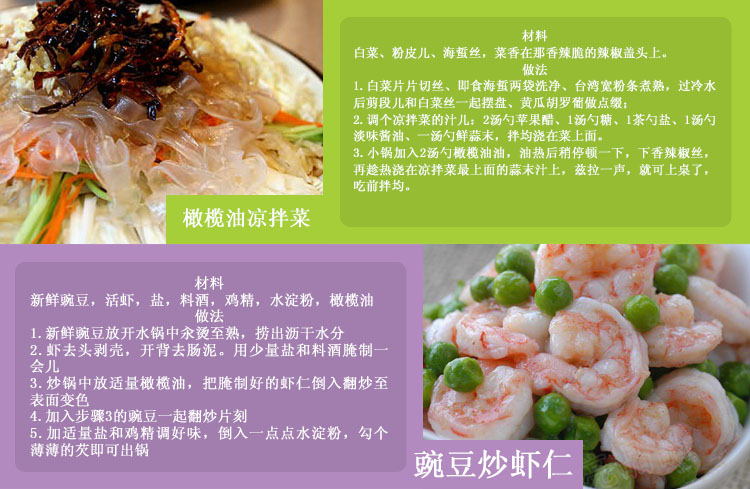 材料
白菜、粉皮儿、海蜇丝，菜香在那香辣脆的辣椒盖头上。
做法
1.白菜片片切丝、即食海蜇两袋洗净、台湾宽粉条煮熟，过冷水
后剪段儿和白菜丝一起摆盘、黄瓜胡罗葡做点缀；
2.调个凉拌菜的汁儿：2汤勺苹果醋、1汤勺糖、1茶勺盐、1汤勺
淡味酱油、一汤勺鲜蒜末，拌均浇在菜上面。
3.小锅加入2汤勺橄榄油油，油热后稍停顿一下，下香辣椒丝，
再趁热浇在凉拌菜最上面的蒜末汁上，兹拉一声，就可上桌了，
吃前拌均。
橄榄油凉拌菜
材料
新鲜豌豆，活虾，盐，料酒，鸡精，水淀粉，橄榄油
做法
1.新鲜豌豆放开水锅中汆烫至熟，捞出沥干水分
2.虾去头剥壳，开背去肠泥。用少量盐和料酒腌制一
会儿
3.炒锅中放适量橄榄油，把腌制好的虾仁倒入翻炒至
表面变色
4.加入步骤3的豌豆一起翻炒片刻
5.加适量盐和鸡精调好味，倒入一点点水淀粉，勾个
薄薄的芡即可出锅
豌豆炒虾仁